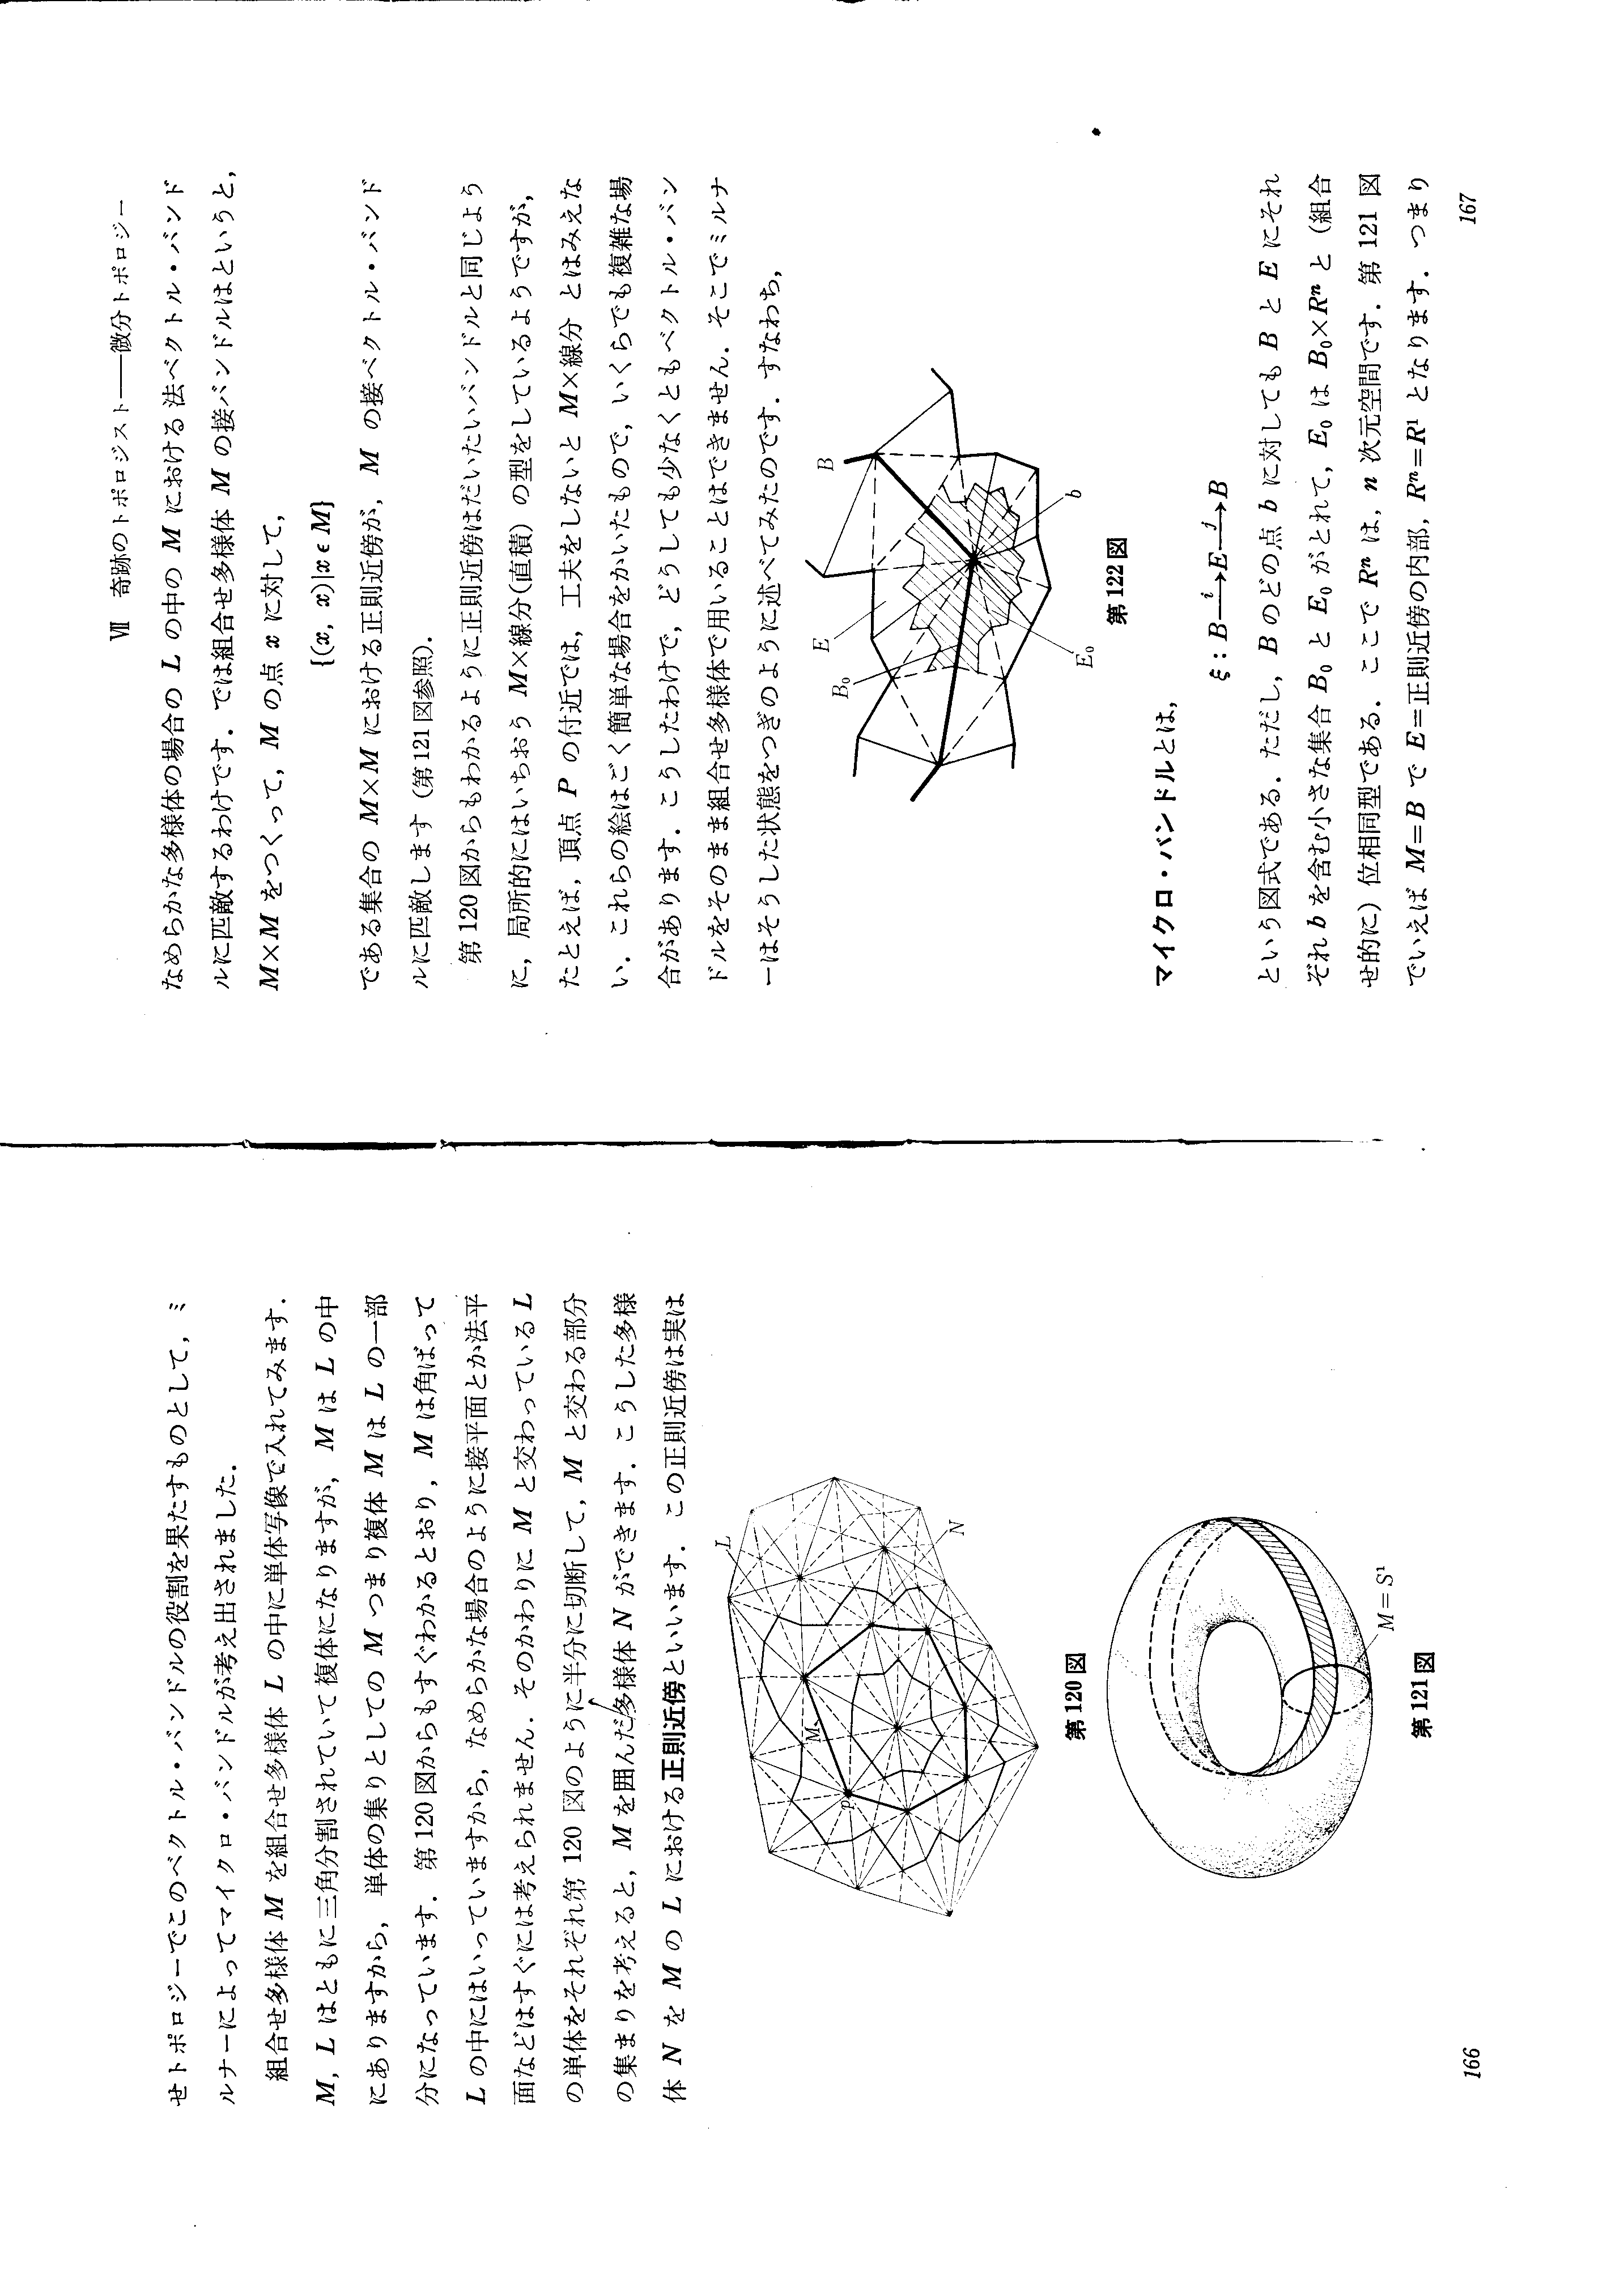 せトポロジーでこのベクトル・バンドルの役割を果たすものとして，ミ
ルナーによってマイクロ・バンドルが考え出されました．
組合せ多様体 M を組合せ多様体 L の中に単体写像で入れてみます．
M, L はともに三角分割されていて複体になりますが， M は L の中
にありますから， 単体の集りとしての M つまり複体 M は L の一部
分になっています． 第120図からもすぐわかるとおり， M は角ばって
L の中にはいっていますから， なめらかな場合のように接平面とか法平
面などはすぐには考えられません．そのかわりに M と交わっている L
の単体をそれぞれ第 120 図のように半分に切断して， M と交わる部分
の集まりを考えると， M を囲んだ多様体 N ができます．こうした多様
体 N を M の L における正則近傍といいます． この正則近傍は実は
L
M
P
N
第120図
M＝S¹
第121図
166
Ⅶ 奇跡のトポロジスト——微分トポロジー
なめらかな多様体の場合の L の中の M における法ベクトル・バンド
ルに匹敵するわけです．では組合せ多様体 M の接バンドルはというと，
M×M をつくって， M の点 x に対して，
{(x, x)|x ϵ M}
である集合の M×M における正則近傍が， M の接ベクトル・バンド
ルに匹敵します（第121図参照）．
第120図からもわかるように正則近傍はだいたいバンドルと同じよう
に， 局所的にはいちおう M×線分(直積) の型をしているようですが，
たとえば， 頂点 P の付近では， 工夫をしないと M×線分 とはみえな
い． これらの絵はごく簡単な場合をかいたもので， いくらでも複雑な場
合があります．こうしたわけで， どうしても少なくともベクトル・バン
ドルをそのまま組合せ多様体で用いることはできません．そこでミルナ
ーはそうした状態をつぎのように述べてみたのです．すなわち，
B
E
B₀
b
E₀
第122図
マイクロ・バンドルとは，
ξ : B—i→E—j→B
という図式である．ただし， B のどの点 b に対しても B と E にそれ
ぞれ b を含む小さな集合 B₀ と E₀ がとれて， E₀ は B₀×Rⁿ と (組合
せ的に) 位相同型である． ここで Rⁿ は， n 次元空間です．第 121 図
でいえば M＝B で E＝正則近傍の内部， Rⁿ＝R¹ となります． つまり
167